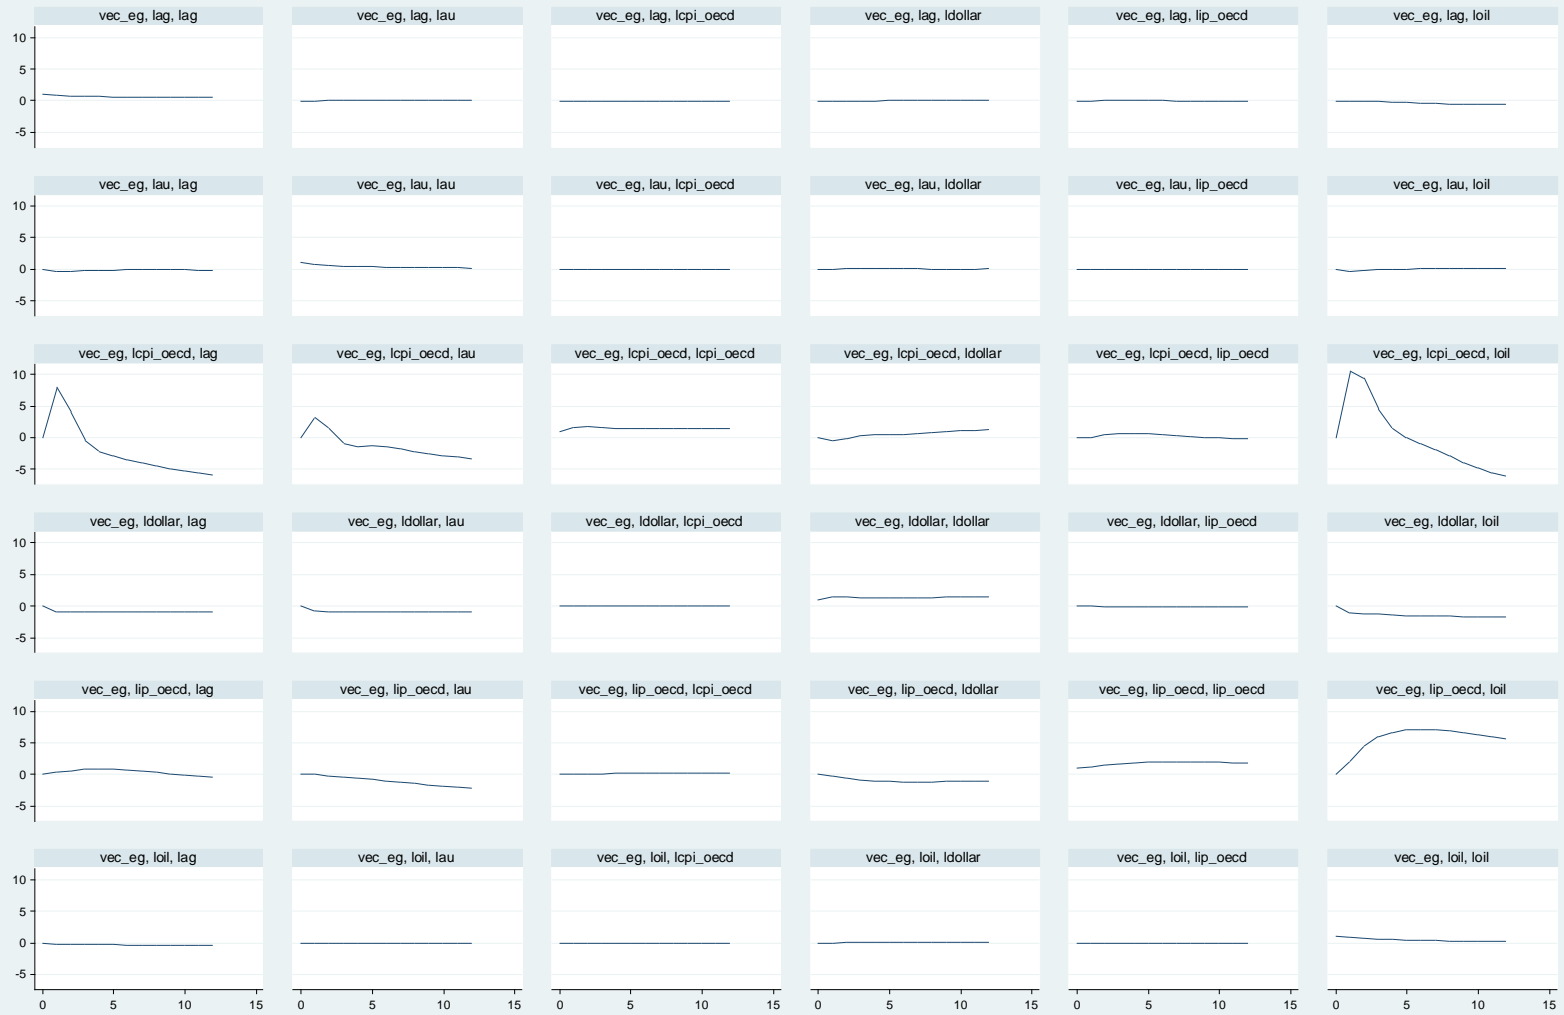 vec_eg, lag, lag
vec_eg, lag, lau
vec_eg, lag, lcpi_oecd
vec_eg, lag, ldollar
vec_eg, lag, lip_oecd
vec_eg, lag, loil
10
5
0
-5
vec_eg, lau, lag
vec_eg, lau, lau
vec_eg, lau, lcpi_oecd
vec_eg, lau, ldollar
vec_eg, lau, lip_oecd
vec_eg, lau, loil
10
5
0
-5
vec_eg, lcpi_oecd, lag
vec_eg, lcpi_oecd, lau
vec_eg, lcpi_oecd, lcpi_oecd
vec_eg, lcpi_oecd, ldollar
vec_eg, lcpi_oecd, lip_oecd
vec_eg, lcpi_oecd, loil
10
5
0
-5
vec_eg, ldollar, lag
vec_eg, ldollar, lau
vec_eg, ldollar, lcpi_oecd
vec_eg, ldollar, ldollar
vec_eg, ldollar, lip_oecd
vec_eg, ldollar, loil
10
5
0
-5
vec_eg, lip_oecd, lag
vec_eg, lip_oecd, lau
vec_eg, lip_oecd, lcpi_oecd
vec_eg, lip_oecd, ldollar
vec_eg, lip_oecd, lip_oecd
vec_eg, lip_oecd, loil
10
5
0
-5
vec_eg, loil, lag
vec_eg, loil, lau
vec_eg, loil, lcpi_oecd
vec_eg, loil, ldollar
vec_eg, loil, lip_oecd
vec_eg, loil, loil
10
5
0
-5
0 5 10 15
0 5 10 15
0 5 10 15
0 5 10 15
0 5 10 15
0 5 10 15